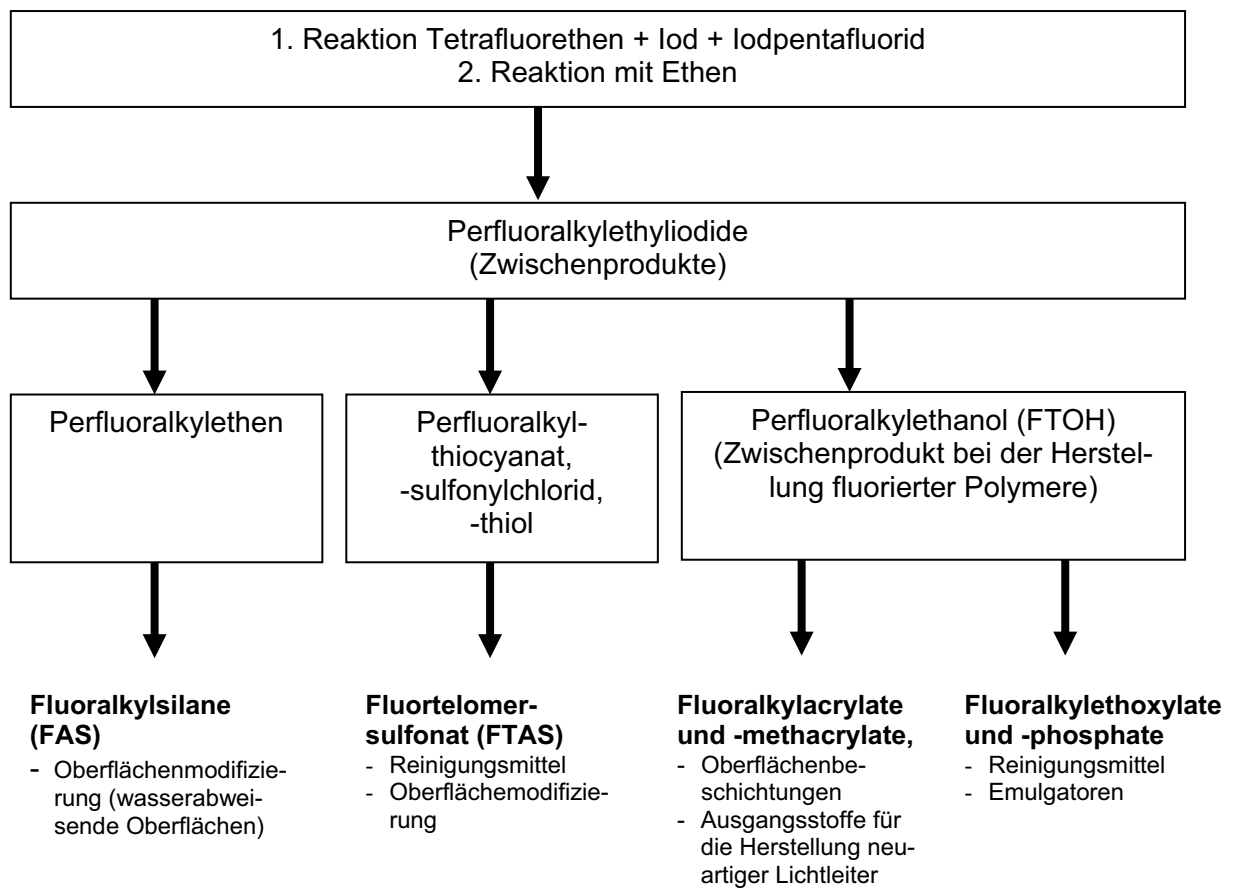 1. Reaktion Tetrafluorethen + Iod + Iodpentafluorid
2. Reaktion mit Ethen
Perfluoralkylethyliodide
(Zwischenprodukte)
Perfluoralkylethen
Perfluoralkyl-
thiocyanat,
-sulfonylchlorid,
-thiol
Perfluoralkylethanol (FTOH)
(Zwischenprodukt bei der Herstel-
lung fluorierter Polymere)
Fluoralkylsilane
(FAS)
- Oberflächenmodifizie-
rung (wasserabwei-
sende Oberflächen)
Fluortelomer-
sulfonat (FTAS)
- Reinigungsmittel
- Oberflächemodifizie-
rung
Fluoralkylacrylate
und -methacrylate,
- Oberflächenbe-
schichtungen
- Ausgangsstoffe für
die Herstellung neu-
artiger Lichtleiter
Fluoralkylethoxylate
und -phosphate
- Reinigungsmittel
- Emulgatoren